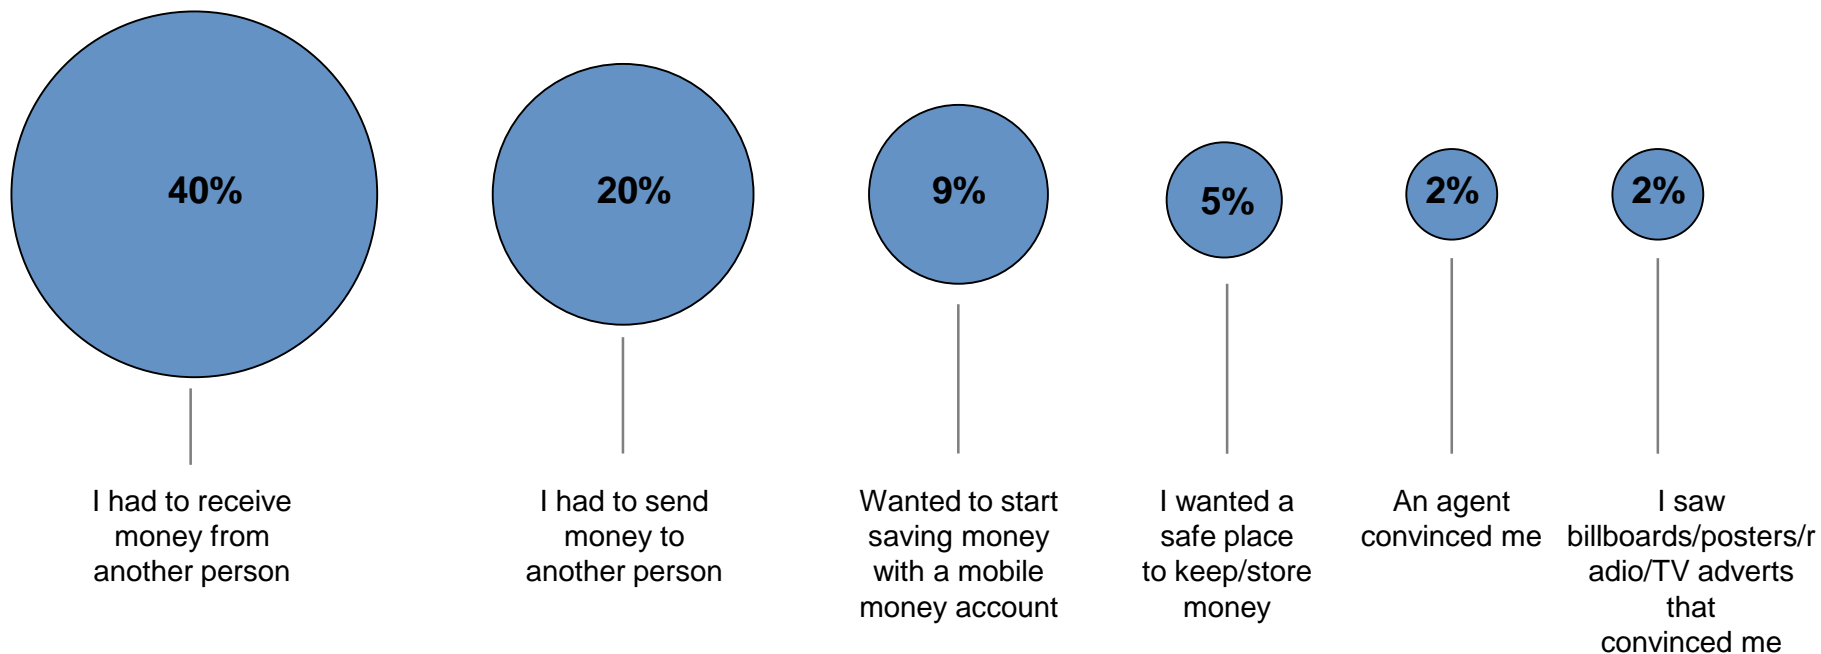 40%
20%
9%
5%
2%
2%
I had to receive
money from
another person
I had to send
money to
another person
Wanted to start
saving money
with a mobile
money account
I wanted a
safe place
to keep/store
money
An agent
convinced me
I saw
billboards/posters/r
adio/TV adverts
that
convinced me